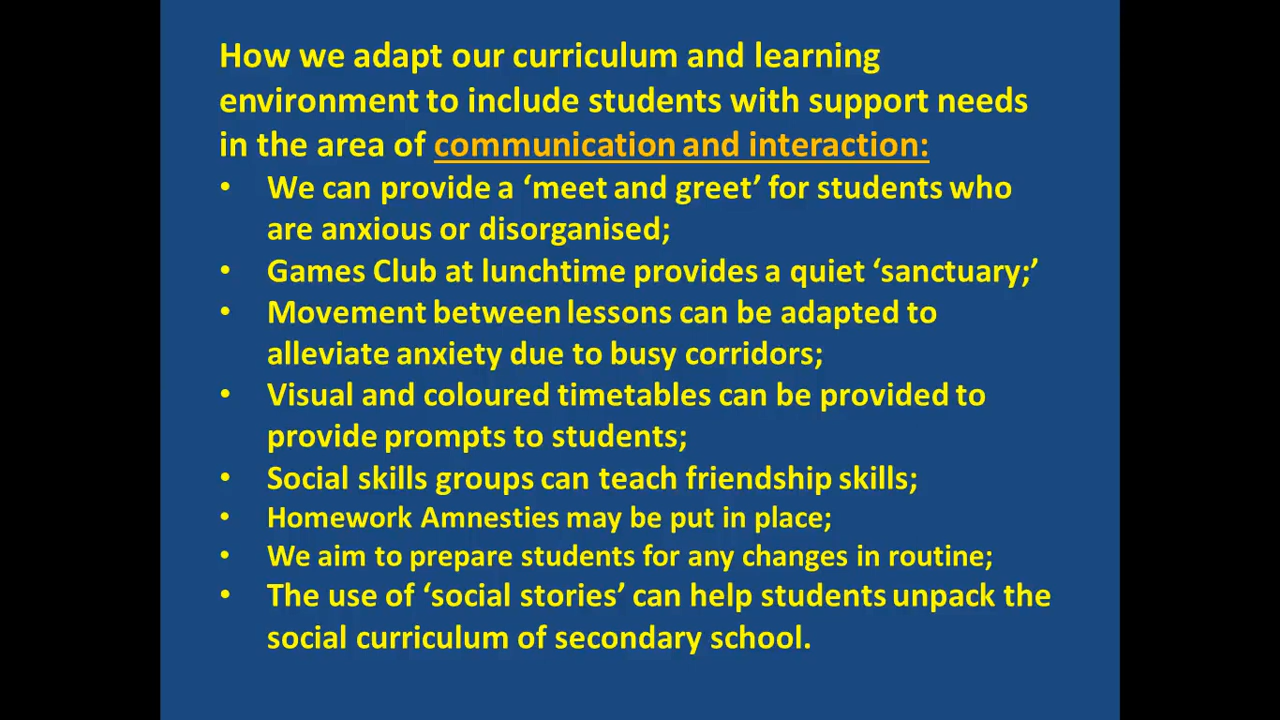 How we adapt our curriculum and learning
environment to include students with support needs
in the area of communication and interaction:
• We can provide a ‘meet and greet’ for students who
are anxious or disorganised;
• Games Club at lunchtime provides a quiet ‘sanctuary;’
• Movement between lessons can be adapted to
alleviate anxiety due to busy corridors;
• Visual and coloured timetables can be provided to
provide prompts to students;
• Social skills groups can teach friendship skills;
• Homework Amnesties may be put in place;
• We aim to prepare students for any changes in routine;
• The use of ‘social stories’ can help students unpack the
social curriculum of secondary school.